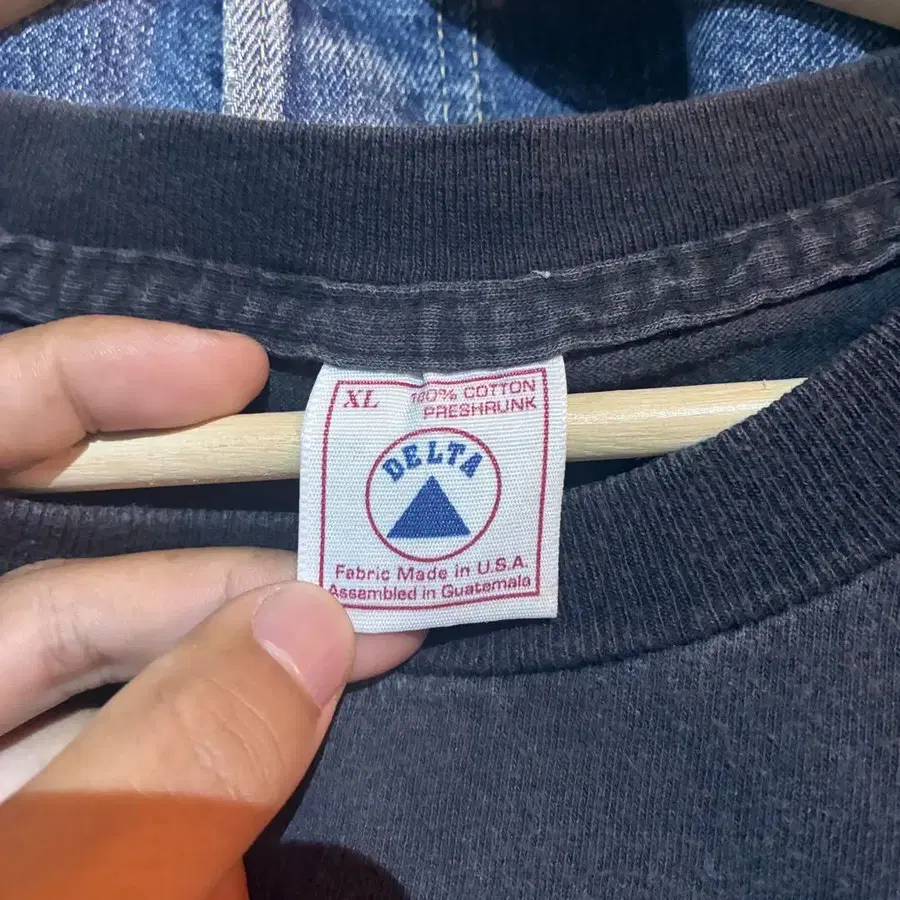 XL
100% COTTON
PRESHRUNK
DELTA
Fabric Made in U.S.A.
Assembled in Guatemala